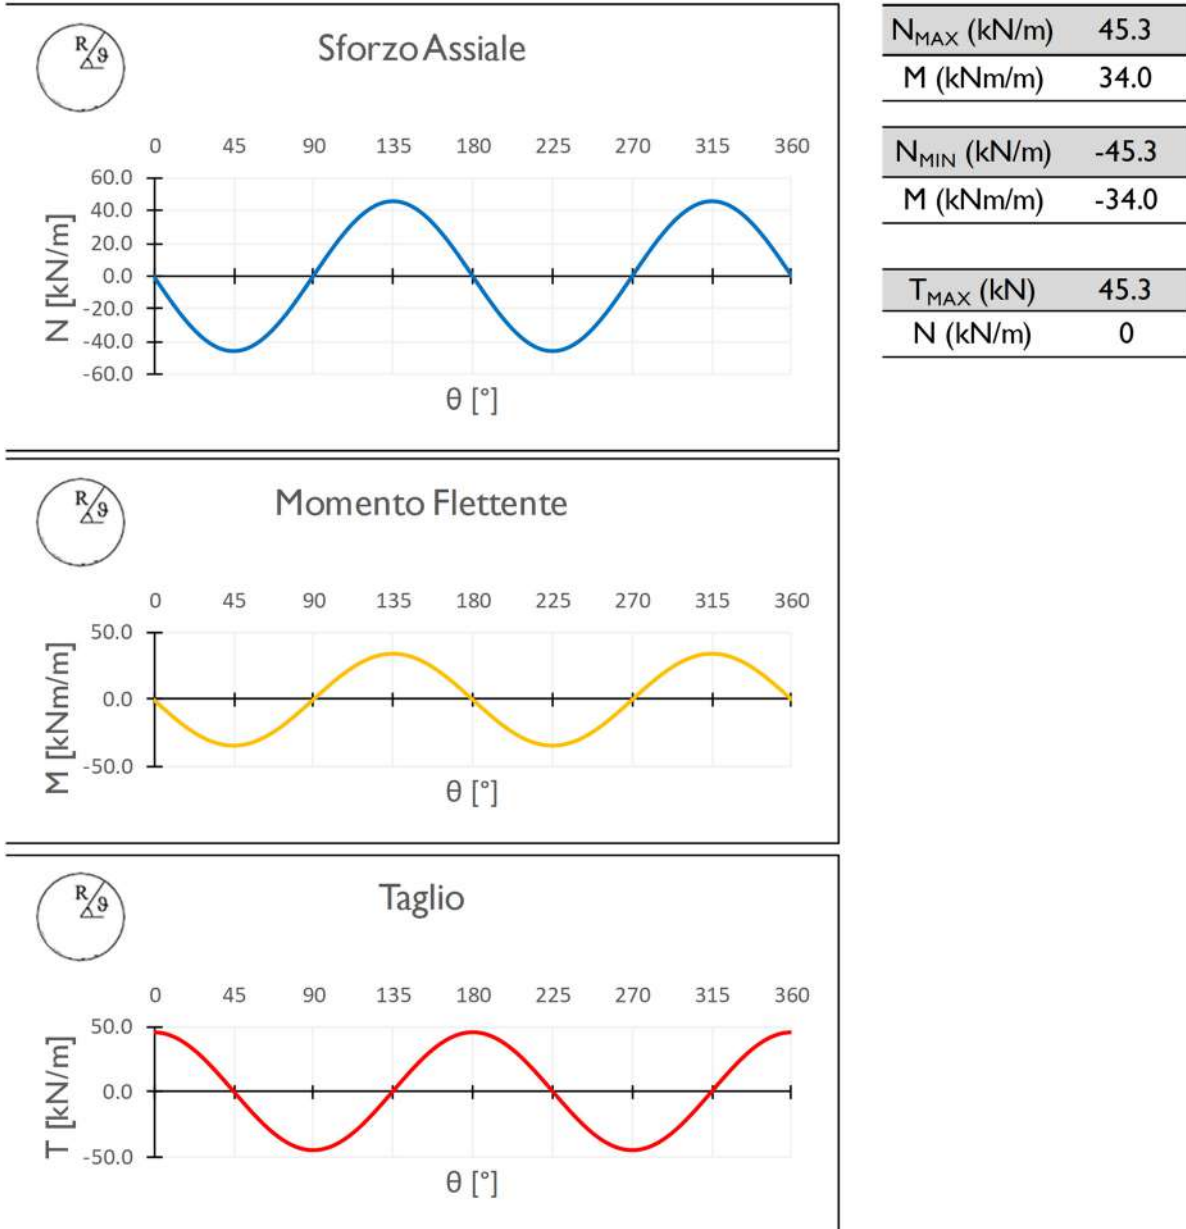 R ϑ
Sforzo Assiale
0 45 90 135 180 225 270 315 360
60.0
40.0
20.0
0.0
-20.0
-40.0
-60.0
N [kN/m]
θ [°]
N_MAX (kN/m) 45.3
M (kNm/m) 34.0
N_MIN (kN/m) -45.3
M (kNm/m) -34.0
T_MAX (kN) 45.3
N (kN/m) 0
R ϑ
Momento Flettente
0 45 90 135 180 225 270 315 360
50.0
0.0
-50.0
M [kNm/m]
θ [°]
R ϑ
Taglio
0 45 90 135 180 225 270 315 360
50.0
0.0
-50.0
T [kN/m]
θ [°]